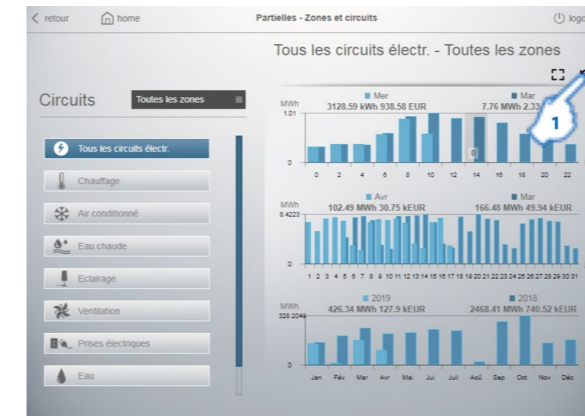 retour
home
Partielles - Zones et circuits
Tous les circuits électr. - Toutes les zones
Circuits
Toutes les zones
Tous les circuits électr.
Chauffage
Air conditionné
Eau chaude
Eclairage
Ventilation
Prises électriques
Eau
MWh
Mer
Mar
3128.59 kWh 938.58 EUR
7.76 MWh 2.33
1
1.01
0
0
0 2 4 6 8 10 12 14 16 18 20 22
MWh
Avr
Mar
102.49 MWh 30.75 kEUR
166.48 MWh 49.94 kEUR
8.4223
0
1 2 3 4 5 6 7 8 9 10 11 12 13 14 15 16 17 18 19 20 21 22 23 24 25 26 27 28 29 30 31
MWh
2019
2018
426.34 MWh 127.9 kEUR
2468.41 MWh 740.52 kEUR
328.2049
0
Jan Fév Mar Avr Mai Jui Juil Aoû Sep Oct Nov Déc